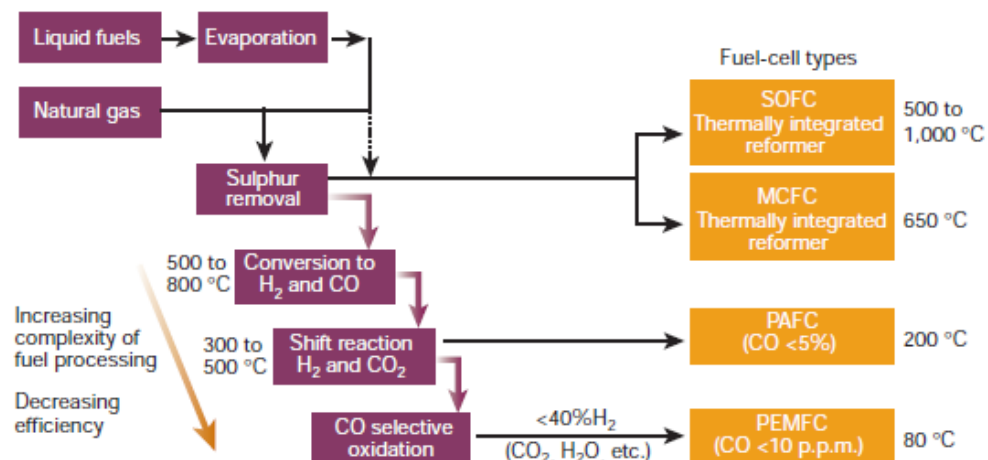 Liquid fuels
Evaporation
Natural gas
Fuel-cell types
SOFC
Thermally integrated
reformer
500 to
1,000 °C
Sulphur
removal
MCFC
Thermally integrated
reformer
650 °C
500 to
800 °C
Conversion to
H₂ and CO
Increasing
complexity of
fuel processing
Decreasing
efficiency
300 to
500 °C
Shift reaction
H₂ and CO₂
PAFC
(CO <5%)
200 °C
CO selective
oxidation
<40%H₂
(CO₂ H₂O etc.)
PEMFC
(CO <10 p.p.m.)
80 °C